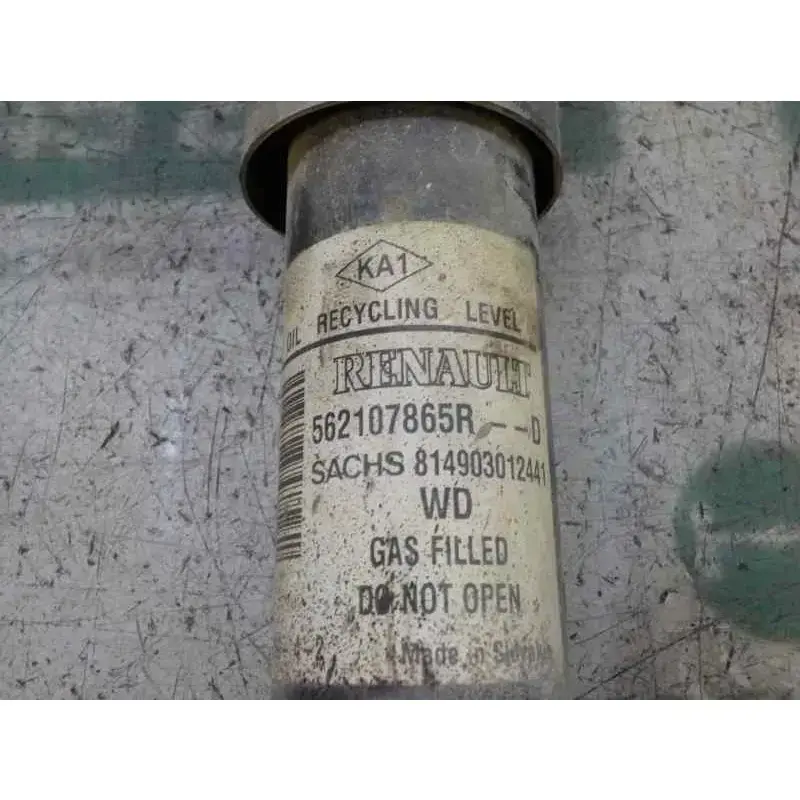 KA1
OIL RECYCLING LEVEL
RENAULT
562107865R -- D
SACHS 814903012441
WD
GAS FILLED
DO NOT OPEN
Made in